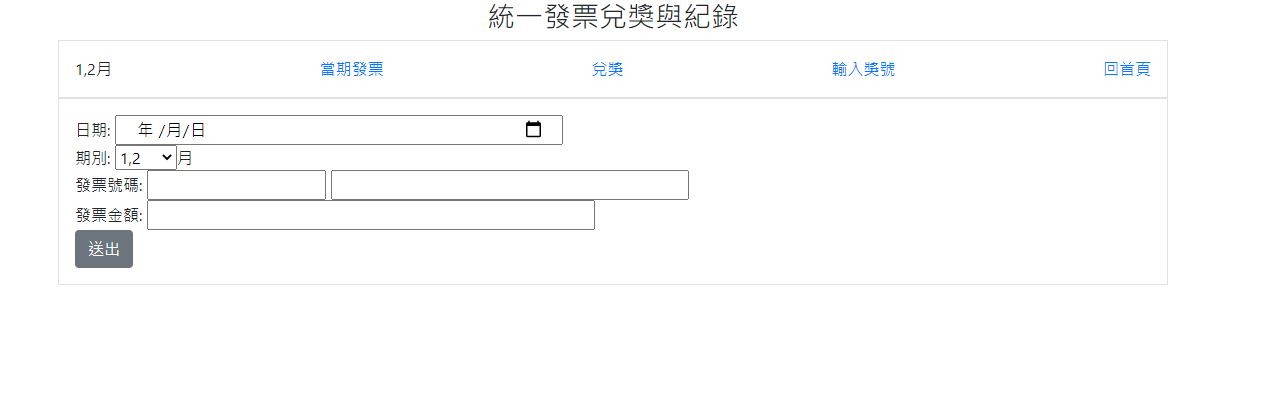 統一發票兌獎與紀錄
1,2月 當期發票 兌獎 輸入獎號 回首頁
日期: 年 /月/日
期別: 1,2 月
發票號碼:
發票金額:
送出